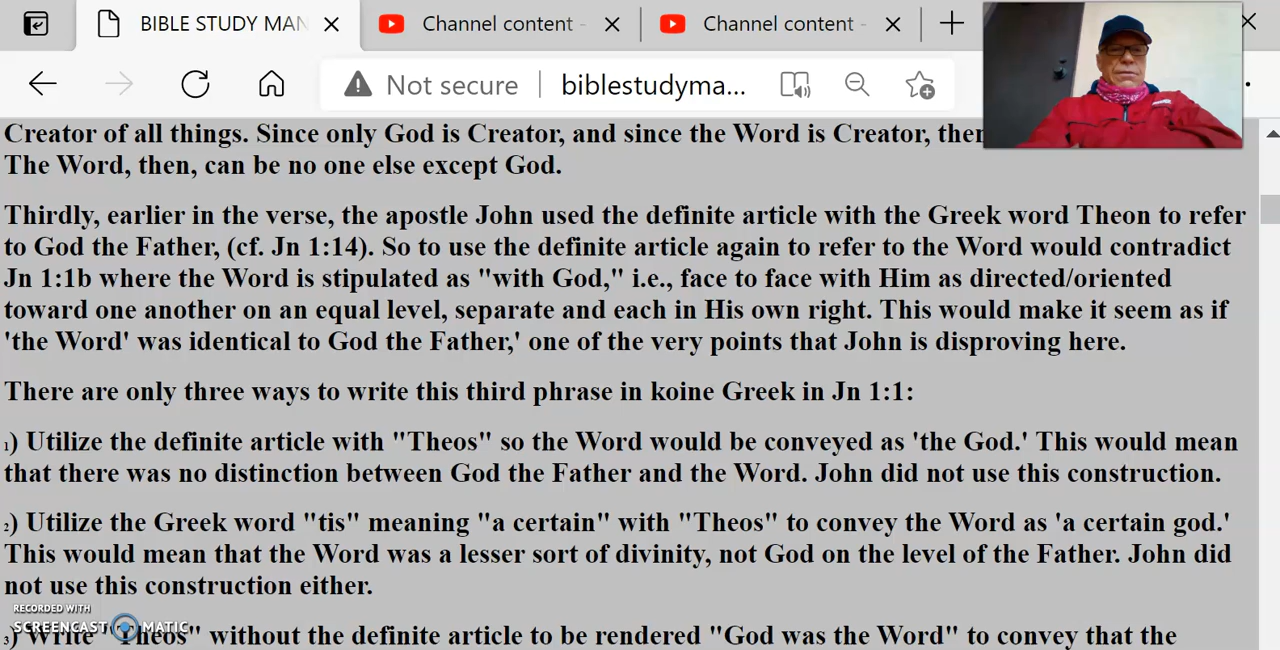 BIBLE STUDY MAN
Channel content -
Channel content -
Not secure
biblestudyma...
Creator of all things. Since only God is Creator, and since the Word is Creator, then
The Word, then, can be no one else except God.
Thirdly, earlier in the verse, the apostle John used the definite article with the Greek word Theon to refer
to God the Father, (cf. Jn 1:14). So to use the definite article again to refer to the Word would contradict
Jn 1:1b where the Word is stipulated as "with God," i.e., face to face with Him as directed/oriented
toward one another on an equal level, separate and each in His own right. This would make it seem as if
'the Word' was identical to God the Father,' one of the very points that John is disproving here.
There are only three ways to write this third phrase in koine Greek in Jn 1:1:
1) Utilize the definite article with "Theos" so the Word would be conveyed as 'the God.' This would mean
that there was no distinction between God the Father and the Word. John did not use this construction.
2) Utilize the Greek word "tis" meaning "a certain" with "Theos" to convey the Word as 'a certain god.'
This would mean that the Word was a lesser sort of divinity, not God on the level of the Father. John did
not use this construction either.
RECORDED WITH
SCREENCAST MATIC
3) Write "Theos" without the definite article to be rendered "God was the Word" to convey that the